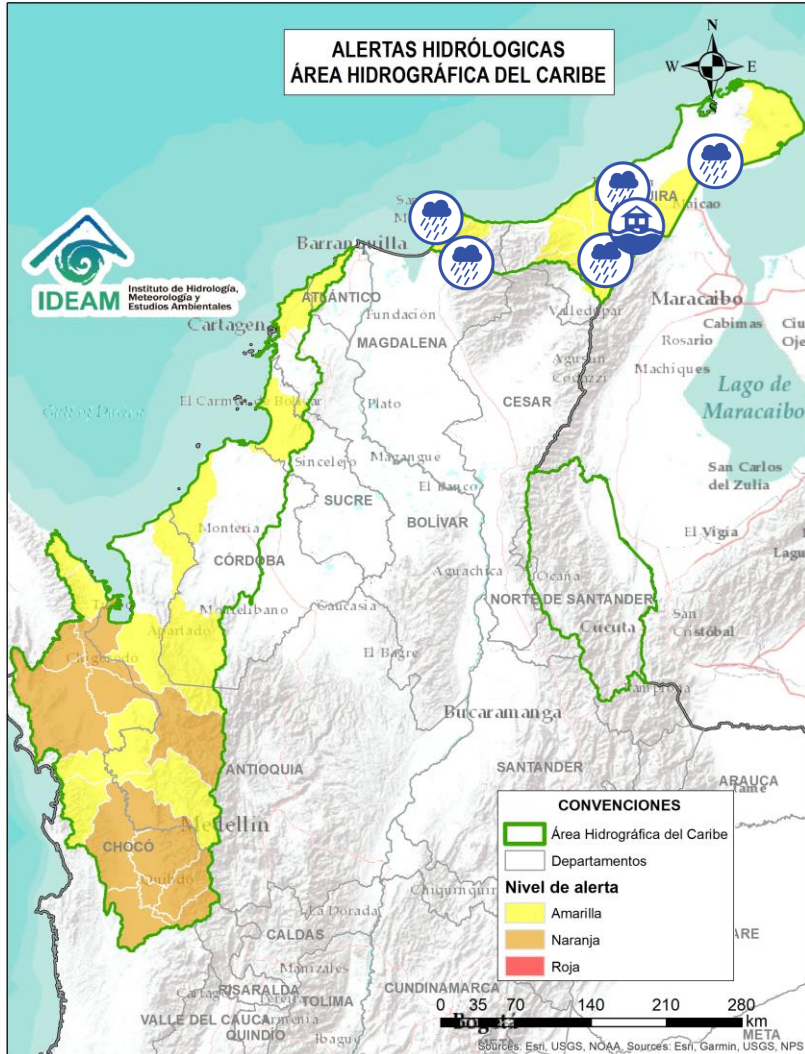 ALERTAS HIDRÓLOGICAS
ÁREA HIDROGRÁFICA DEL CARIBE
N
W
E
S
IDEAM
Instituto de Hidrología,
Meteorología y
Estudios Ambientales
Maicao
Barranquilla
ATLÁNTICO
Maracaibo
Cartagen
Fundación
Valledupar
Cabimas
MAGDALENA
Rosario
Machiques
Agustín
Codazzi
El Carmen de Bolívar
Plato
CESAR
Lago de
Maracaibo
Sincelejo
Magangue
San Carlos
del Zulia
El Banco
SUCRE
Montería
BOLÍVAR
El Vigía
CÓRDOBA
Aguachica
Ocaña
NORTE DE SANTANDER
Montelíbano
Caucasia
San
Cristóbal
Apartado
Cucuta
El Bagre
Pamplona
Bucaramanga
ANTIOQUIA
SANTANDER
ARAUCA
Medellín
CHOCÓ
Quibdó
La Dorada
CALDAS
Manizales
RISARALDA
TOLIMA
CUNDINAMARCA
VALLE DEL CAUCA
Armenia
QUINDÍO
Ibague
Bogotá
META
META
CONVENCIONES
Área Hidrográfica del Caribe
Departamentos
Nivel de alerta
Amarilla
Naranja
Roja
0 35 70 140 210 280
km
Sources: Esri, USGS, NOAA, Sources: Esri, Garmin, USGS, NPS